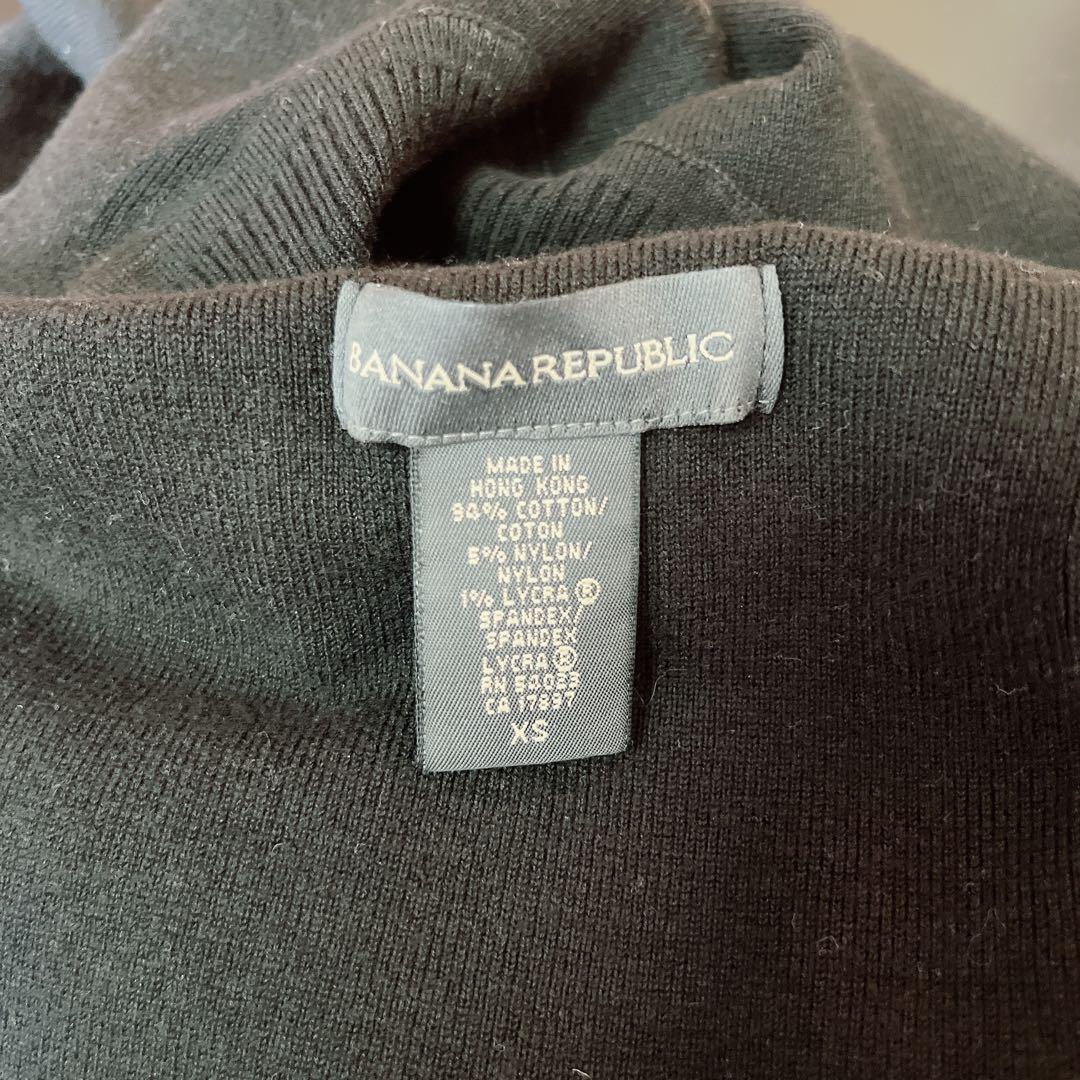 BANANA REPUBLIC
MADE IN
HONG KONG
94% COTTON/
COTON
5% NYLON/
NYLON
1% LYCRA®
SPANDEX/
SPANDEX
LYCRA®
RN 54023
CA 17897
XS